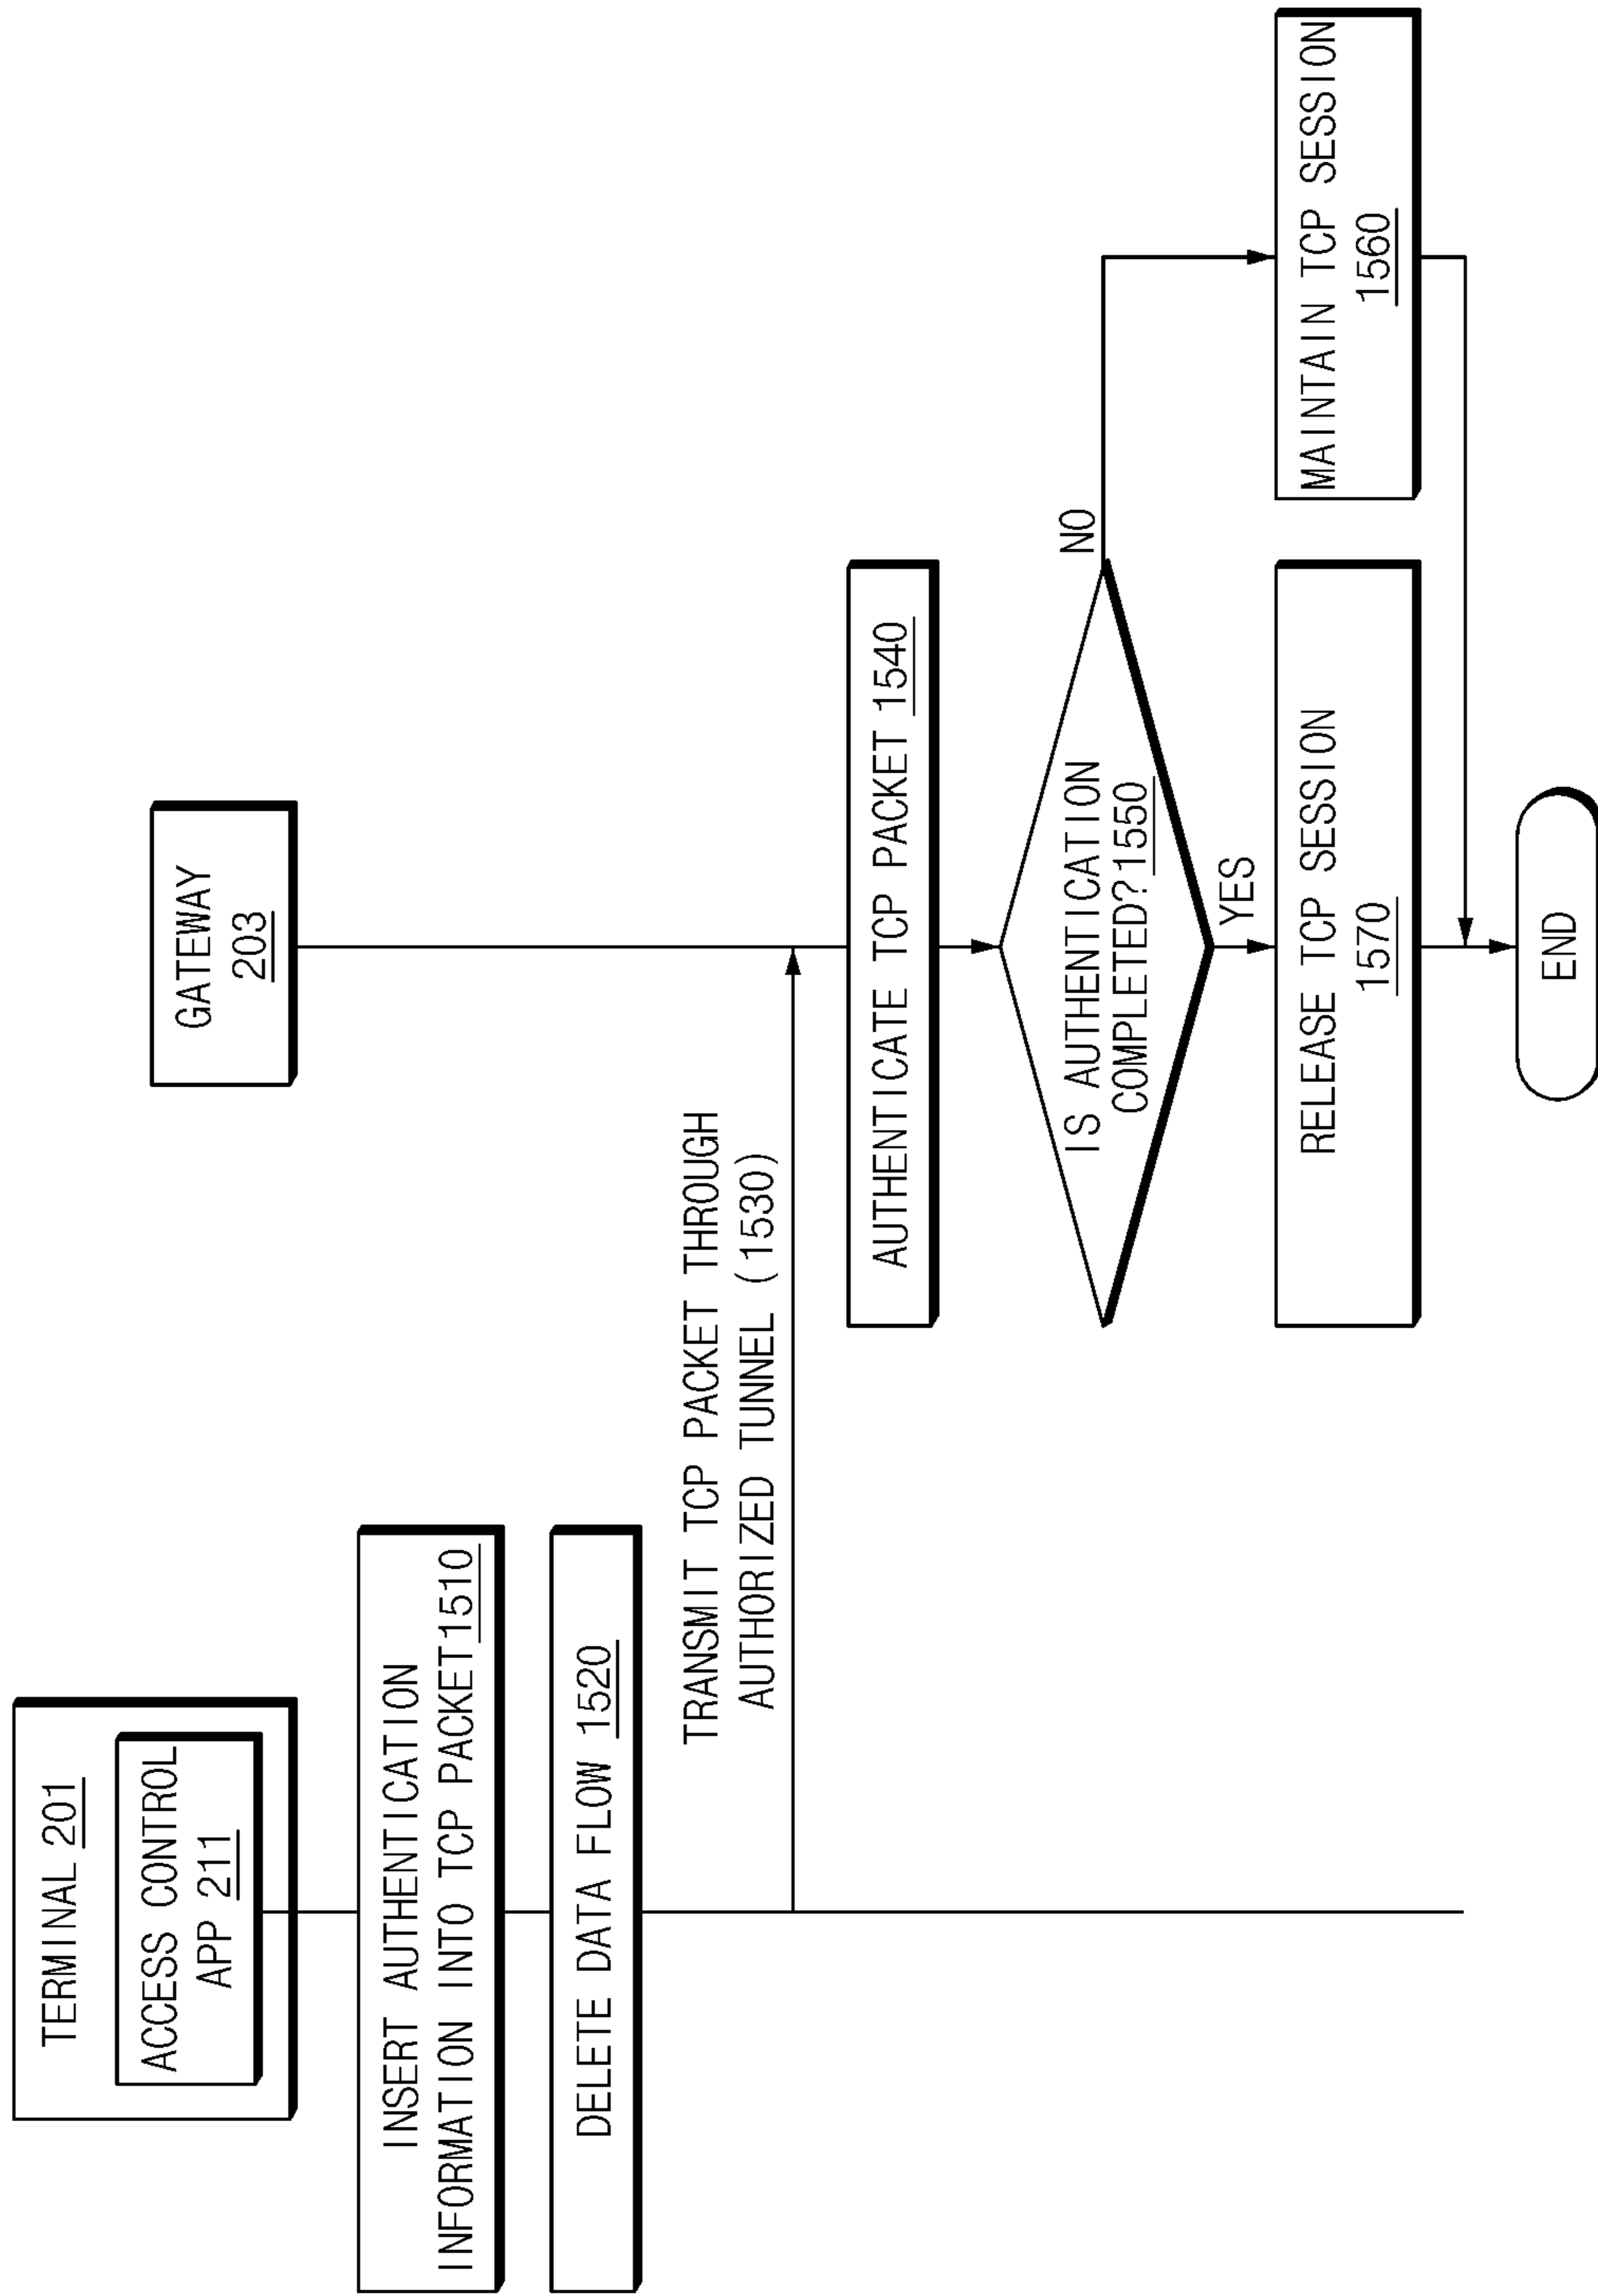 TERMINAL 201
ACCESS CONTROL
APP 211
GATEWAY
203
INSERT AUTHENTICATION
INFORMATION INTO TCP PACKET 1510
DELETE DATA FLOW 1520
TRANSMIT TCP PACKET THROUGH
AUTHORIZED TUNNEL (1530)
AUTHENTICATE TCP PACKET 1540
IS AUTHENTICATION
COMPLETED? 1550
NO
YES
RELEASE TCP SESSION
1570
MAINTAIN TCP SESSION
1560
END